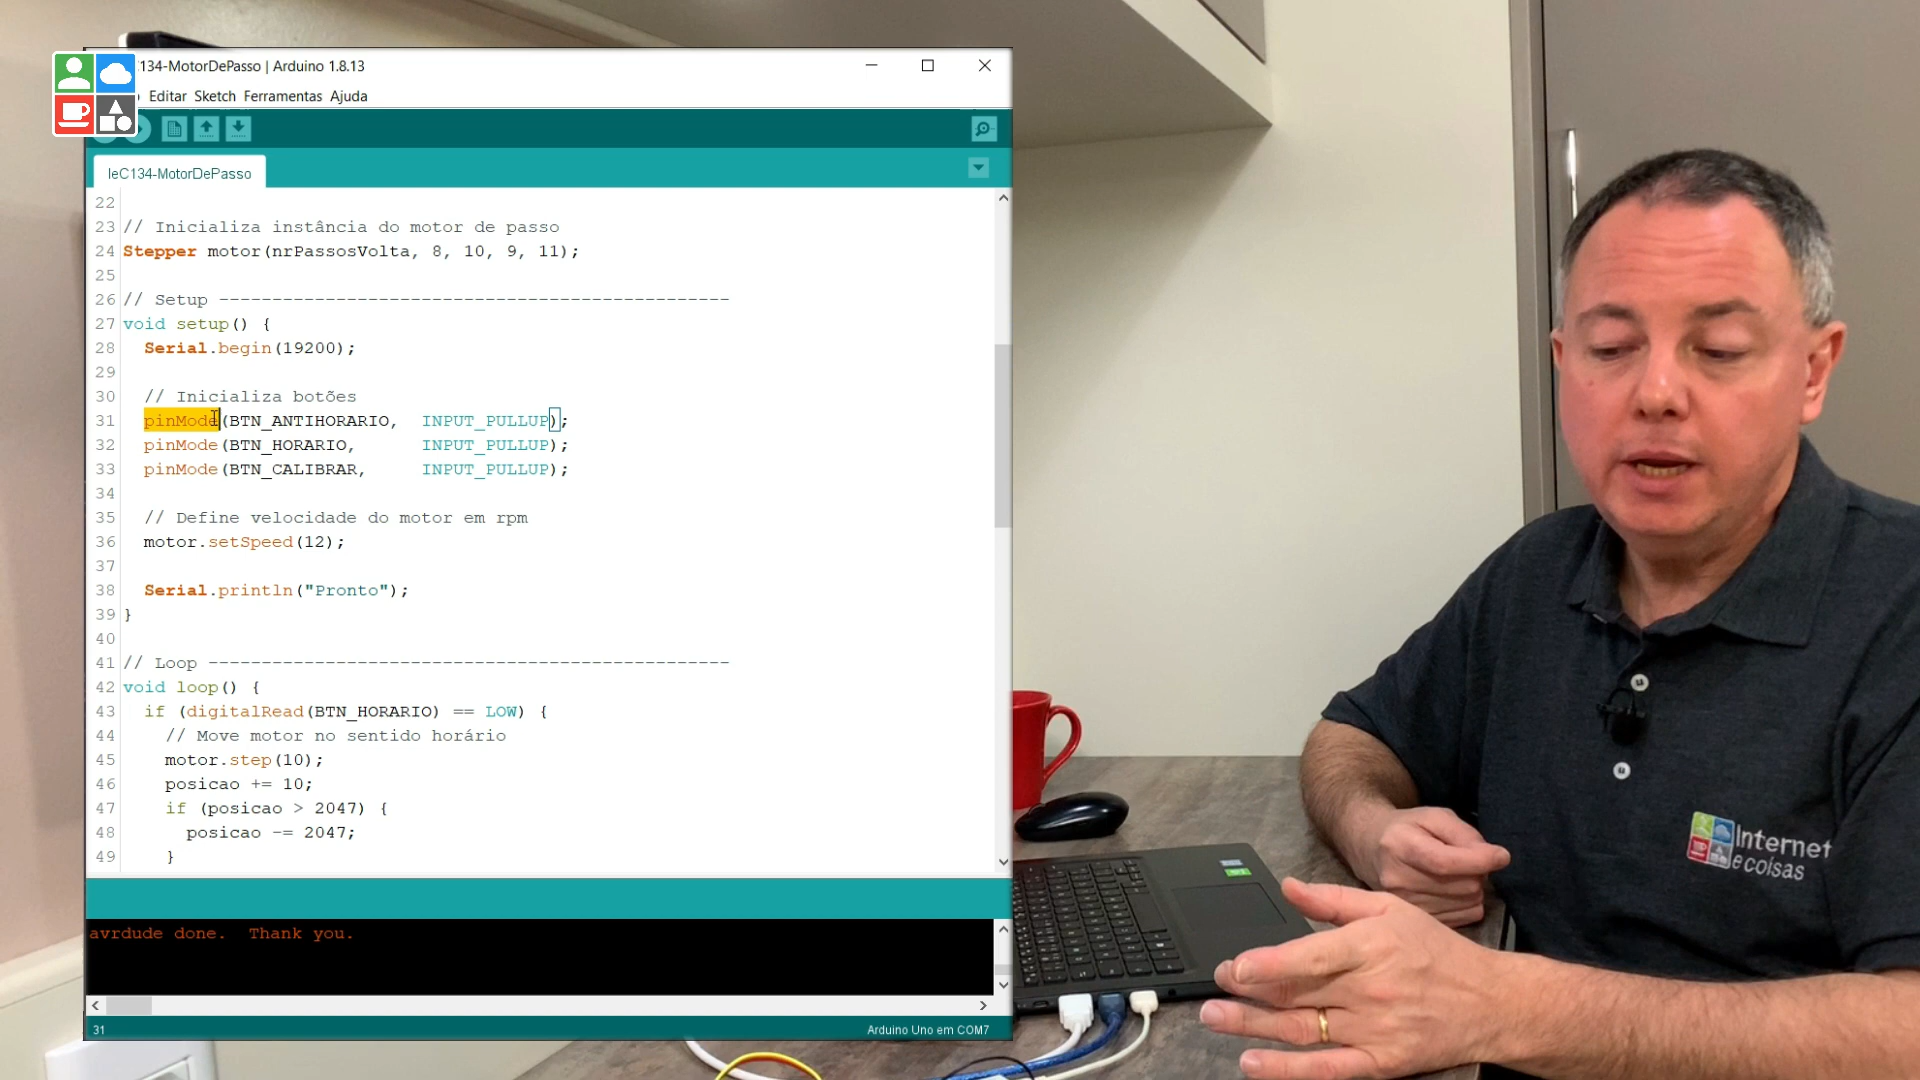 134-MotorDePasso | Arduino 1.8.13
Editar Sketch Ferramentas Ajuda
IeC134-MotorDePasso
22
23 // Inicializa instância do motor de passo
24 Stepper motor(nrPassosVolta, 8, 10, 9, 11);
25
26 // Setup ------------------------------------------------
27 void setup() {
28 Serial.begin(19200);
29
30 // Inicializa botões
31 pinMode(BTN_ANTIHORARIO, INPUT_PULLUP);
32 pinMode(BTN_HORARIO, INPUT_PULLUP);
33 pinMode(BTN_CALIBRAR, INPUT_PULLUP);
34
35 // Define velocidade do motor em rpm
36 motor.setSpeed(12);
37
38 Serial.println("Pronto");
39 }
40
41 // Loop -------------------------------------------------
42 void loop() {
43 if (digitalRead(BTN_HORARIO) == LOW) {
44 // Move motor no sentido horário
45 motor.step(10);
46 posicao += 10;
47 if (posicao > 2047) {
48 posicao -= 2047;
49 }
avrdude done. Thank you.
31
Arduino Uno em COM7
Internet
e coisas